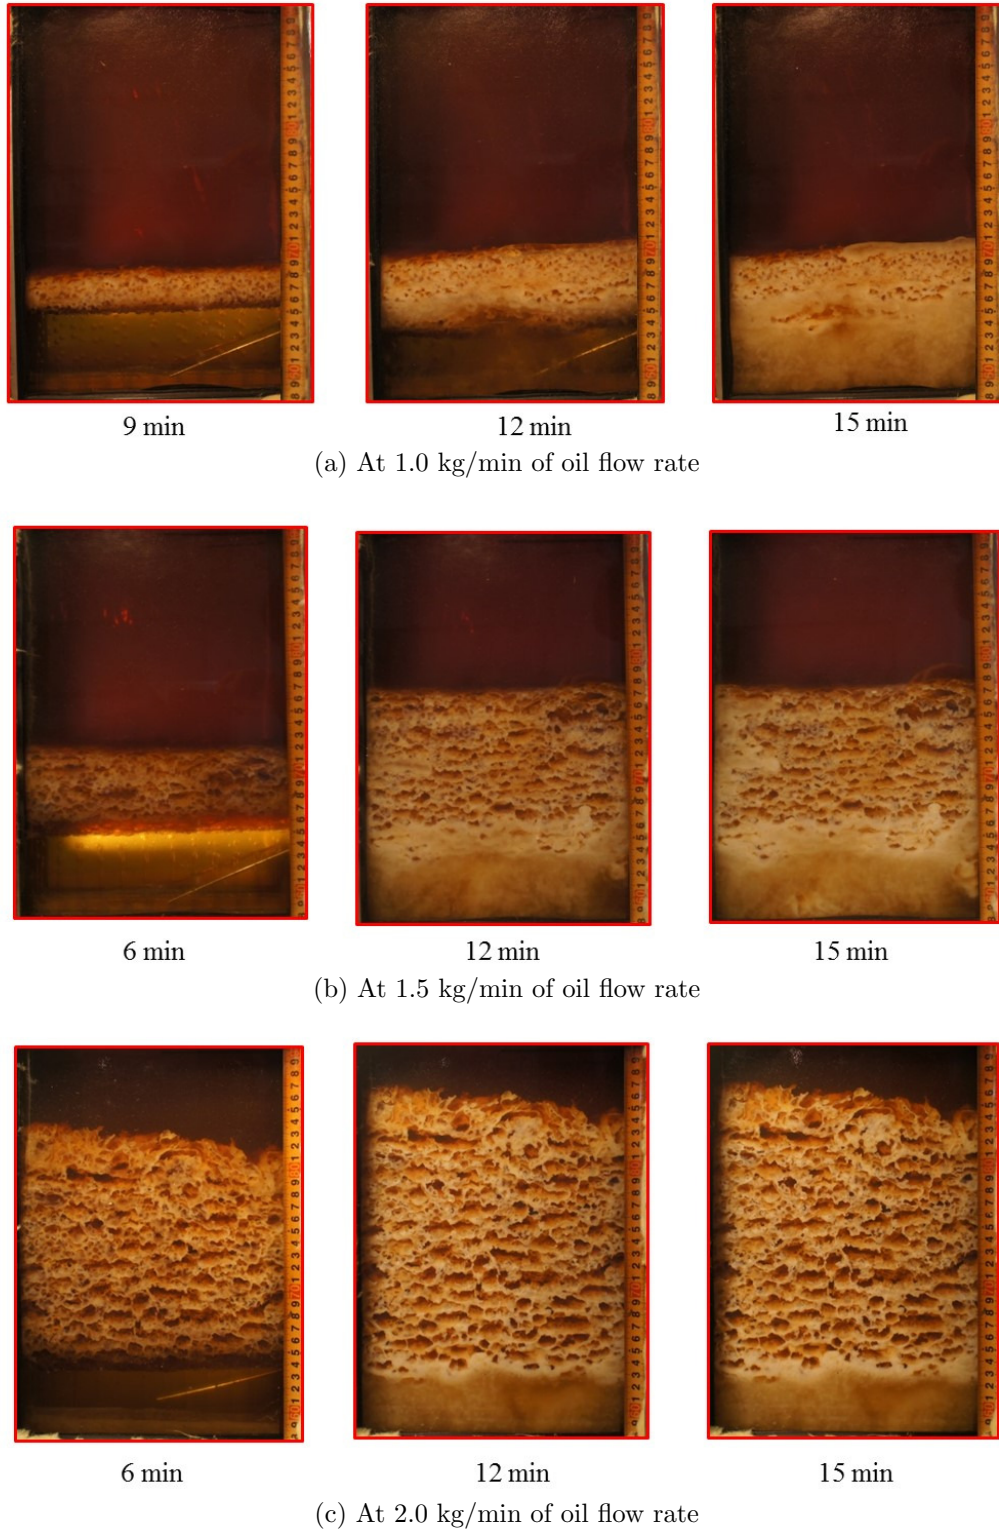 9 min 12 min 15 min
(a) At 1.0 kg/min of oil flow rate
6 min 12 min 15 min
(b) At 1.5 kg/min of oil flow rate
6 min 12 min 15 min
(c) At 2.0 kg/min of oil flow rate